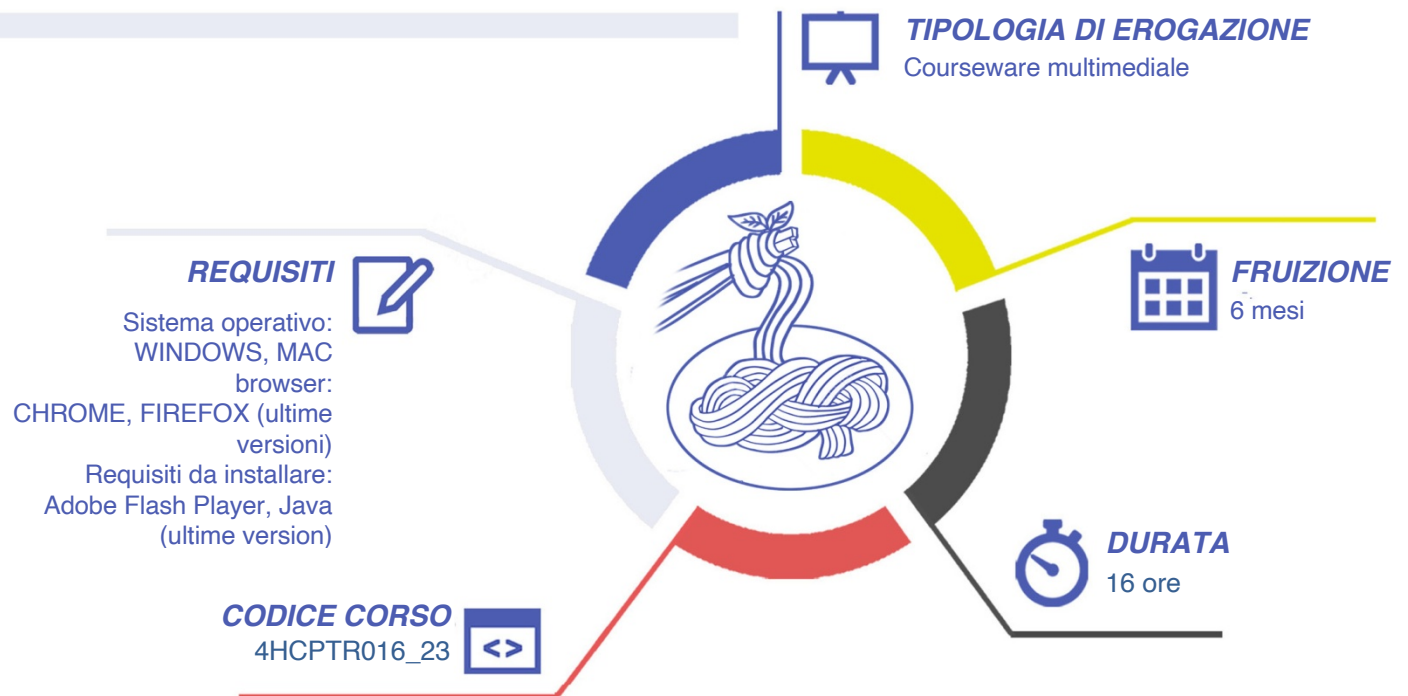 TIPOLOGIA DI EROGAZIONE
Courseware multimediale
REQUISITI
Sistema operativo:
WINDOWS, MAC
browser:
CHROME, FIREFOX (ultime
versioni)
Requisiti da installare:
Adobe Flash Player, Java
(ultime version)
FRUIZIONE
6 mesi
DURATA
16 ore
CODICE CORSO
4HCPTR016_23
<>